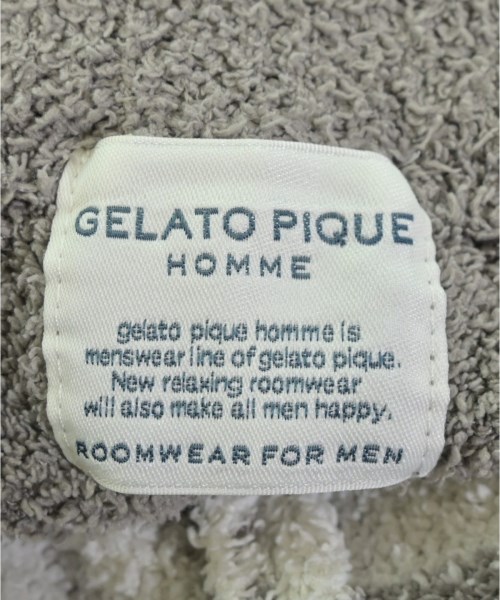 GELATO PIQUE
HOMME
gelato pique homme is
menswear line of gelato pique.
New relaxing roomwear
will also make all men happy.
ROOMWEAR FOR MEN